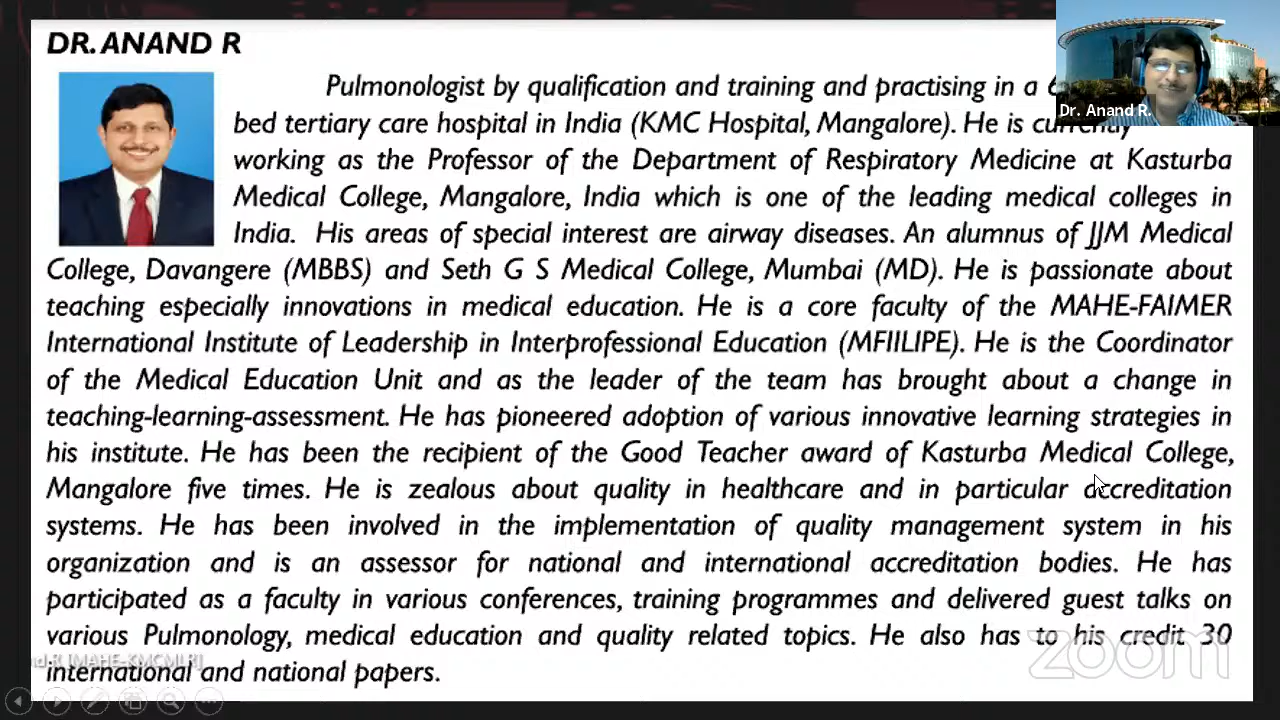 DR. ANAND R
Pulmonologist by qualification and training and practising in a
bed tertiary care hospital in India (KMC Hospital, Mangalore). He is currently
working as the Professor of the Department of Respiratory Medicine at Kasturba
Medical College, Mangalore, India which is one of the leading medical colleges in
India. His areas of special interest are airway diseases. An alumnus of JJM Medical
College, Davangere (MBBS) and Seth G S Medical College, Mumbai (MD). He is passionate about
teaching especially innovations in medical education. He is a core faculty of the MAHE-FAIMER
International Institute of Leadership in Interprofessional Education (MFIILIPE). He is the Coordinator
of the Medical Education Unit and as the leader of the team has brought about a change in
teaching-learning-assessment. He has pioneered adoption of various innovative learning strategies in
his institute. He has been the recipient of the Good Teacher award of Kasturba Medical College,
Mangalore five times. He is zealous about quality in healthcare and in particular accreditation
systems. He has been involved in the implementation of quality management system in his
organization and is an assessor for national and international accreditation bodies. He has
participated as a faculty in various conferences, training programmes and delivered guest talks on
various Pulmonology, medical education and quality related topics. He also has to his credit 30
international and national papers.
Dr. Anand R.
nd R [MAHE-KMCMLR]
zoom